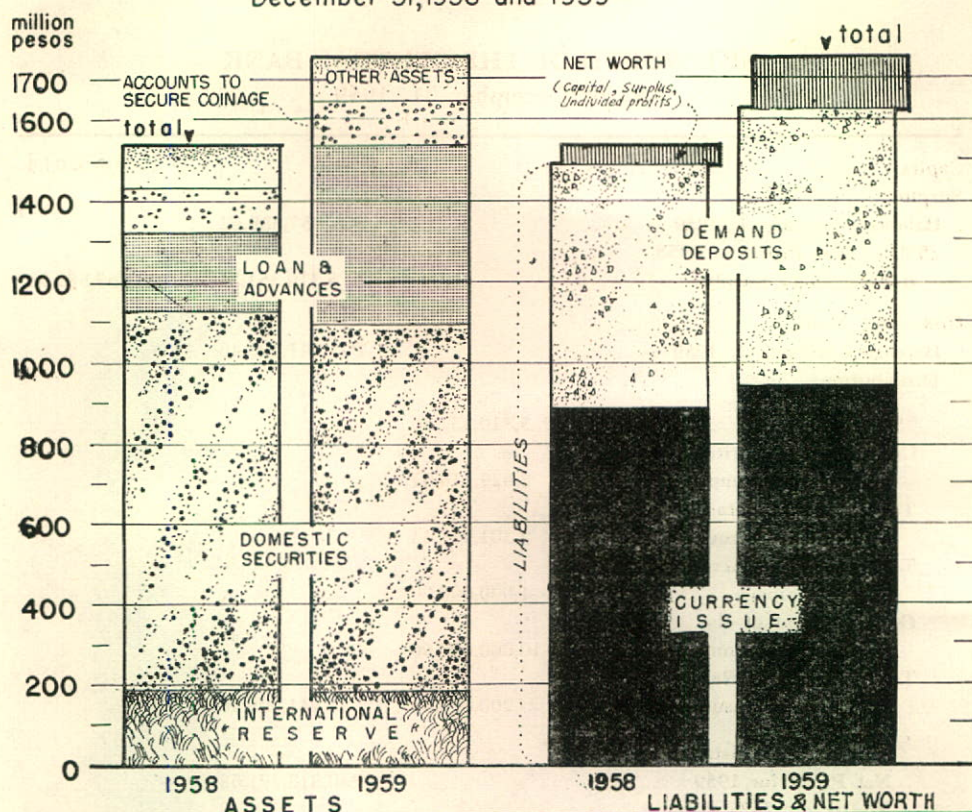 December 31, 1958 and 1959
million
pesos
total
1700
ACCOUNTS TO
SECURE COINAGE
OTHER ASSETS
NET WORTH
(Capital, Surplus,
Undivided profits)
1600
total
1400
DEMAND
DEPOSITS
LOAN &
ADVANCES
1200
1000
800
LIABILITIES
600
DOMESTIC
SECURITIES
400
CURRENCY
ISSUE
200
INTERNATIONAL
RESERVE
0
1958 1959 1958 1959
ASSETS LIABILITIES & NET WORTH